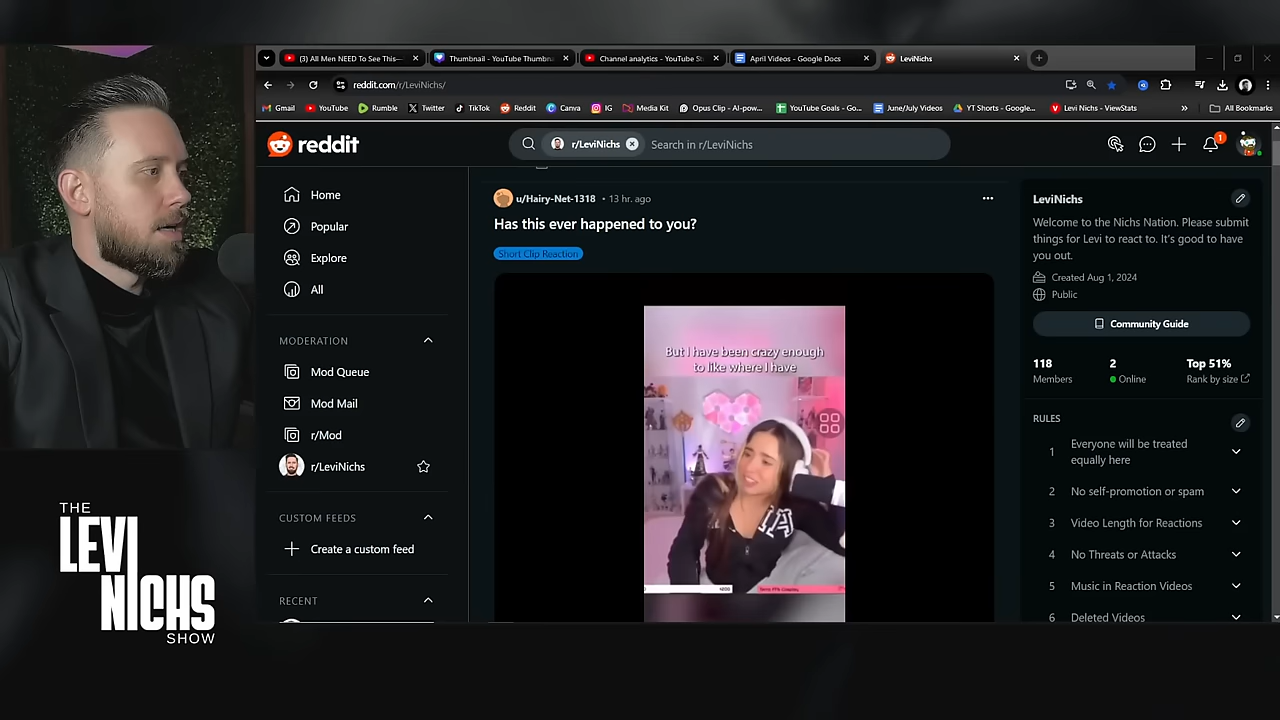 (3) All Men NEED To See This—
Thumbnail - YouTube Thumbn
Channel analytics - YouTube St
April Videos - Google Docs
LeviNichs
reddit.com/r/LeviNichs/
Gmail
YouTube
Rumble
Twitter
TikTok
Reddit
Canva
IG
Media Kit
Opus Clip - AI-pow...
YouTube Goals - Go...
June/July Videos
YT Shorts - Google...
Levi Nichs - ViewStats
»
All Bookmarks
reddit
r/LeviNichs
Search in r/LeviNichs
1
Home
Popular
Explore
All
MODERATION
Mod Queue
Mod Mail
r/Mod
r/LeviNichs
CUSTOM FEEDS
Create a custom feed
RECENT
u/Hairy-Net-1318 • 13 hr. ago
Has this ever happened to you?
Short Clip Reaction
But I have been crazy enough
to like where I have
LeviNichs
Welcome to the Nichs Nation. Please submit
things for Levi to react to. It's good to have
you out.
Created Aug 1, 2024
Public
Community Guide
118
Members
2
Online
Top 51%
Rank by size
RULES
1 Everyone will be treated
equally here
2 No self-promotion or spam
3 Video Length for Reactions
4 No Threats or Attacks
5 Music in Reaction Videos
6 Deleted Videos
THE
LEVI
NICHS
SHOW